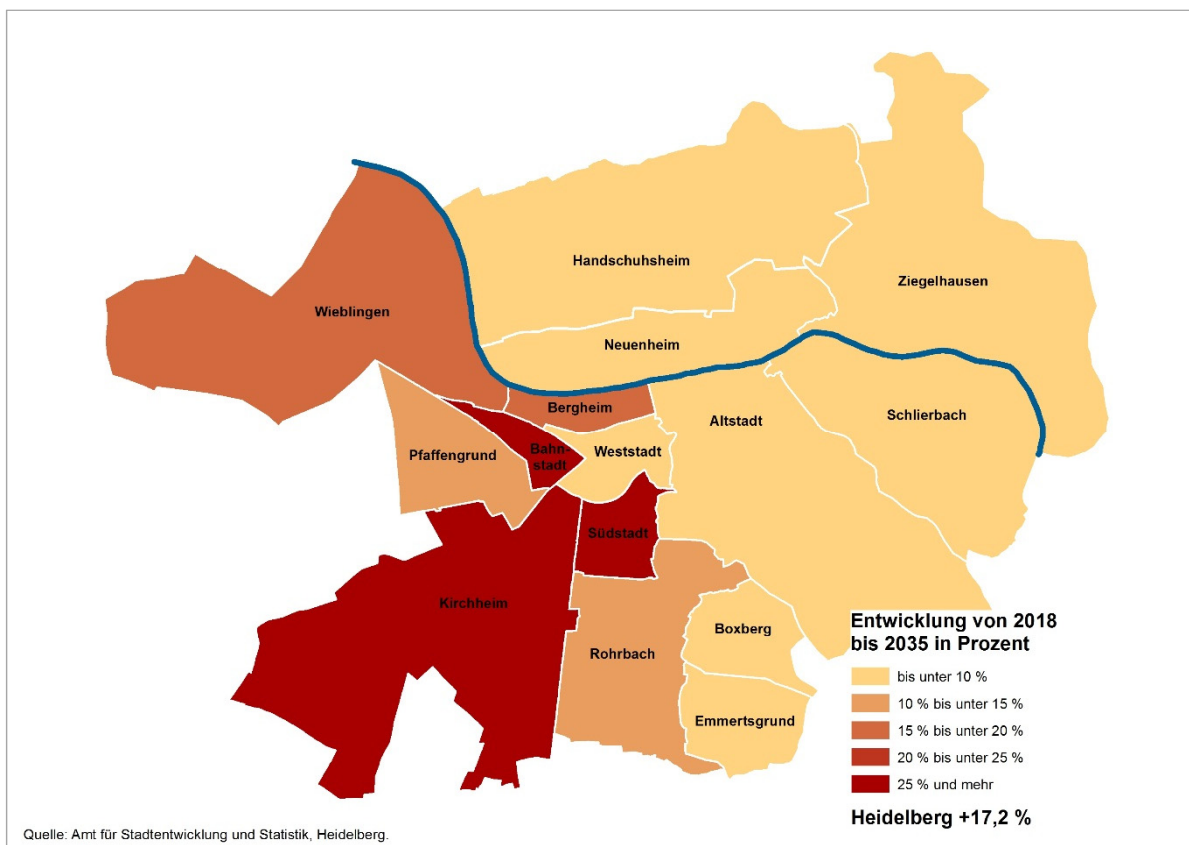 Handschuhsheim
Ziegelhausen
Wieblingen
Neuenheim
Bergheim
Altstadt
Schlierbach
Pfaffengrund
Bahn-
stadt
Weststadt
Südstadt
Kirchheim
Rohrbach
Boxberg
Emmertsgrund
Entwicklung von 2018
bis 2035 in Prozent
bis unter 10 %
10 % bis unter 15 %
15 % bis unter 20 %
20 % bis unter 25 %
25 % und mehr
Heidelberg +17,2 %
Quelle: Amt für Stadtentwicklung und Statistik, Heidelberg.